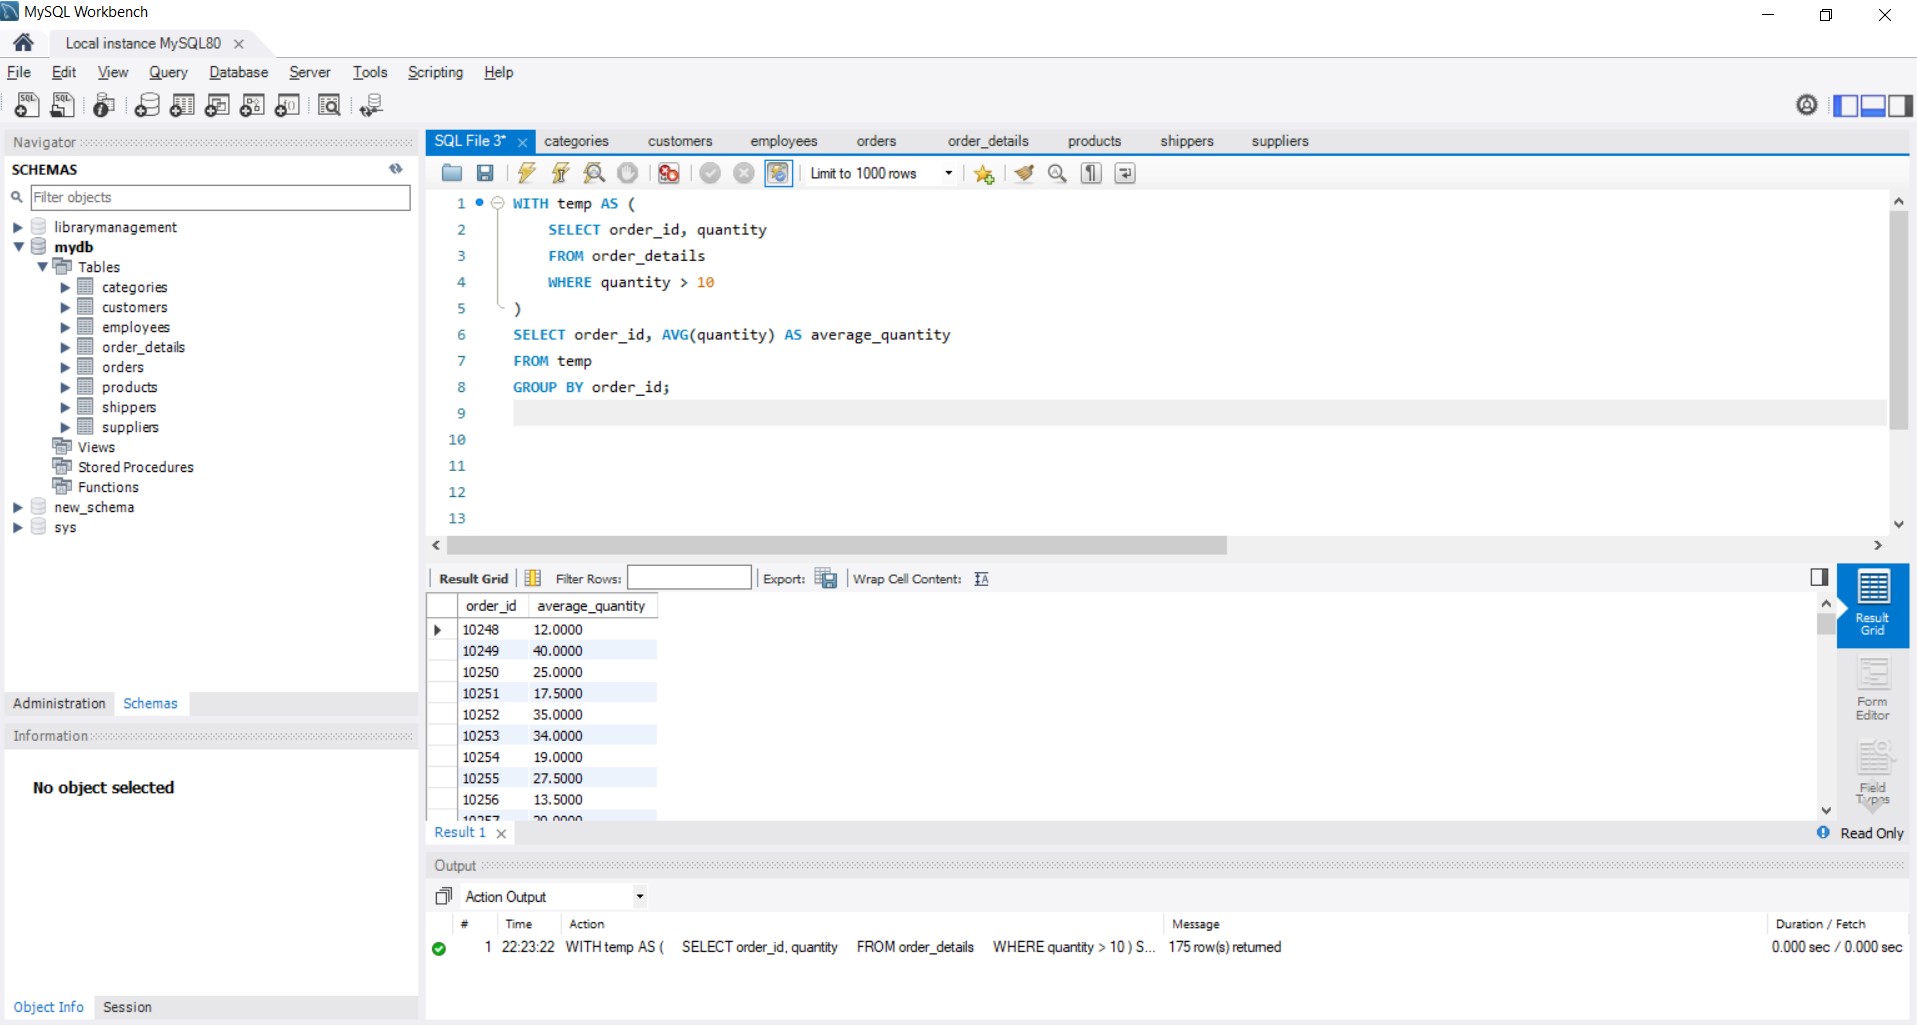 MySQL Workbench
Local instance MySQL80
File Edit View Query Database Server Tools Scripting Help
Navigator
SCHEMAS
Filter objects
librarymanagement
mydb
Tables
categories
customers
employees
order_details
orders
products
shippers
suppliers
Views
Stored Procedures
Functions
new_schema
sys
Administration Schemas
Information
No object selected
Object Info Session
SQL File 3* categories customers employees orders order_details products shippers suppliers
Limit to 1000 rows
1 WITH temp AS (
2 SELECT order_id, quantity
3 FROM order_details
4 WHERE quantity > 10
5 )
6 SELECT order_id, AVG(quantity) AS average_quantity
7 FROM temp
8 GROUP BY order_id;
9
10
11
12
13
Result Grid Filter Rows: Export: Wrap Cell Content:
order_id average_quantity
10248 12.0000
10249 40.0000
10250 25.0000
10251 17.5000
10252 35.0000
10253 34.0000
10254 19.0000
10255 27.5000
10256 13.5000
Result Grid
Form Editor
Field Types
Result 1
Read Only
Output
Action Output
# Time Action Message Duration / Fetch
1 22:23:22 WITH temp AS ( SELECT order_id, quantity FROM order_details WHERE quantity > 10 ) S... 175 row(s) returned 0.000 sec / 0.000 sec